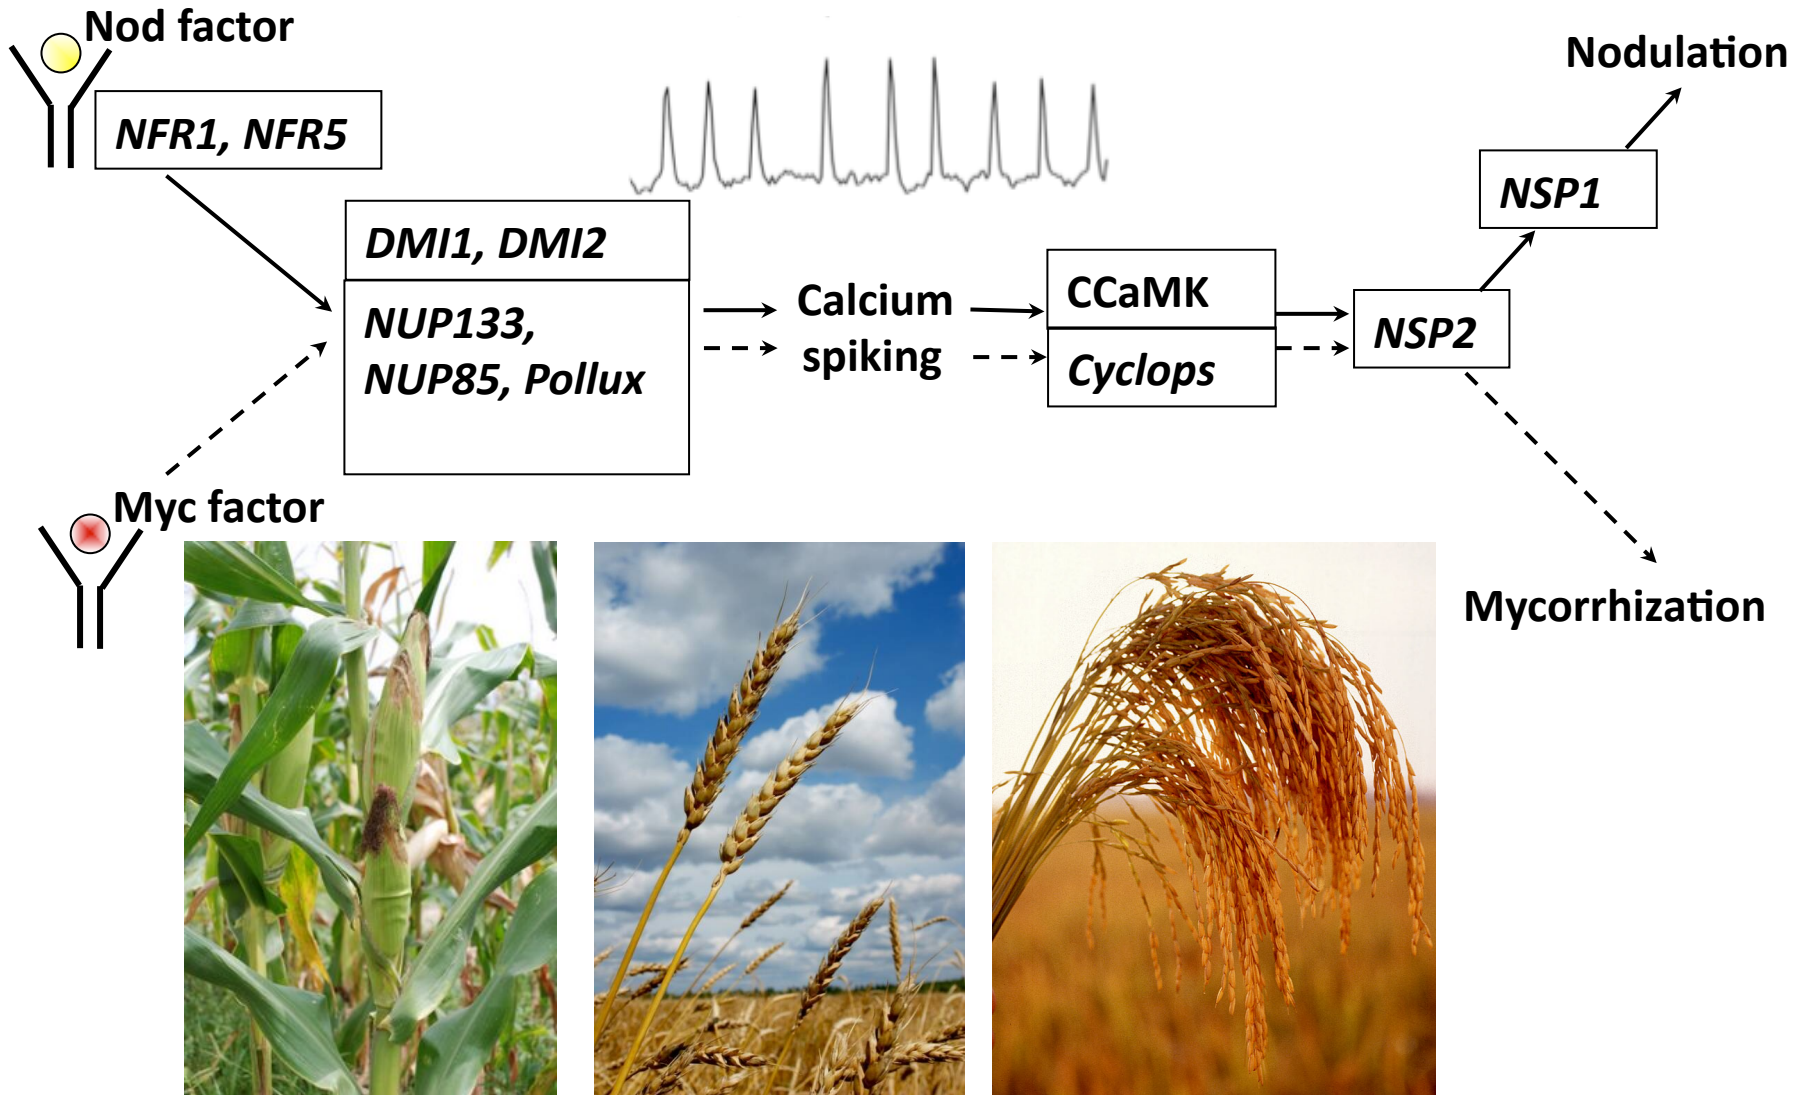 Nod factor
NFR1, NFR5
DMI1, DMI2
NUP133,
NUP85, Pollux
Calcium
spiking
CCaMK
Cyclops
NSP2
NSP1
Nodulation
Myc factor
Mycorrhization